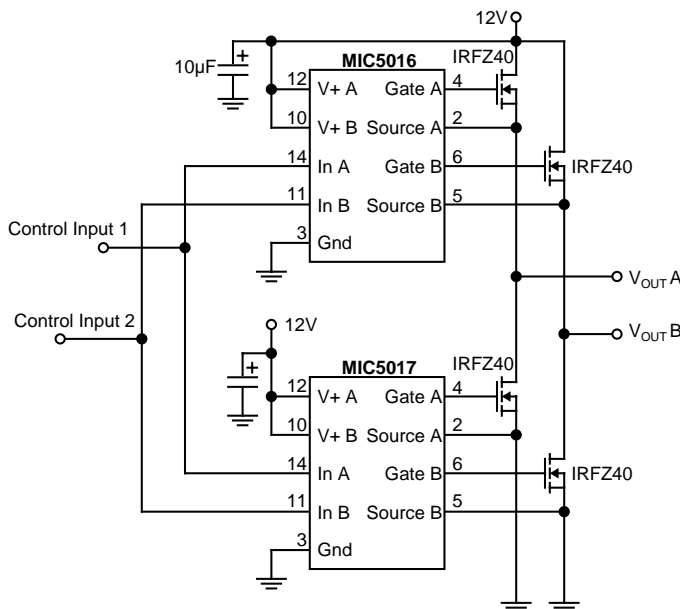 12V
MIC5016
IRFZ40
10µF
+
12
V+ A
Gate A
4
10
V+ B
Source A
2
14
In A
Gate B
6
IRFZ40
11
In B
Source B
5
Control Input 1
3
Gnd
VOUT A
Control Input 2
12V
VOUT B
MIC5017
IRFZ40
+
12
V+ A
Gate A
4
10
V+ B
Source A
2
14
In A
Gate B
6
IRFZ40
11
In B
Source B
5
3
Gnd